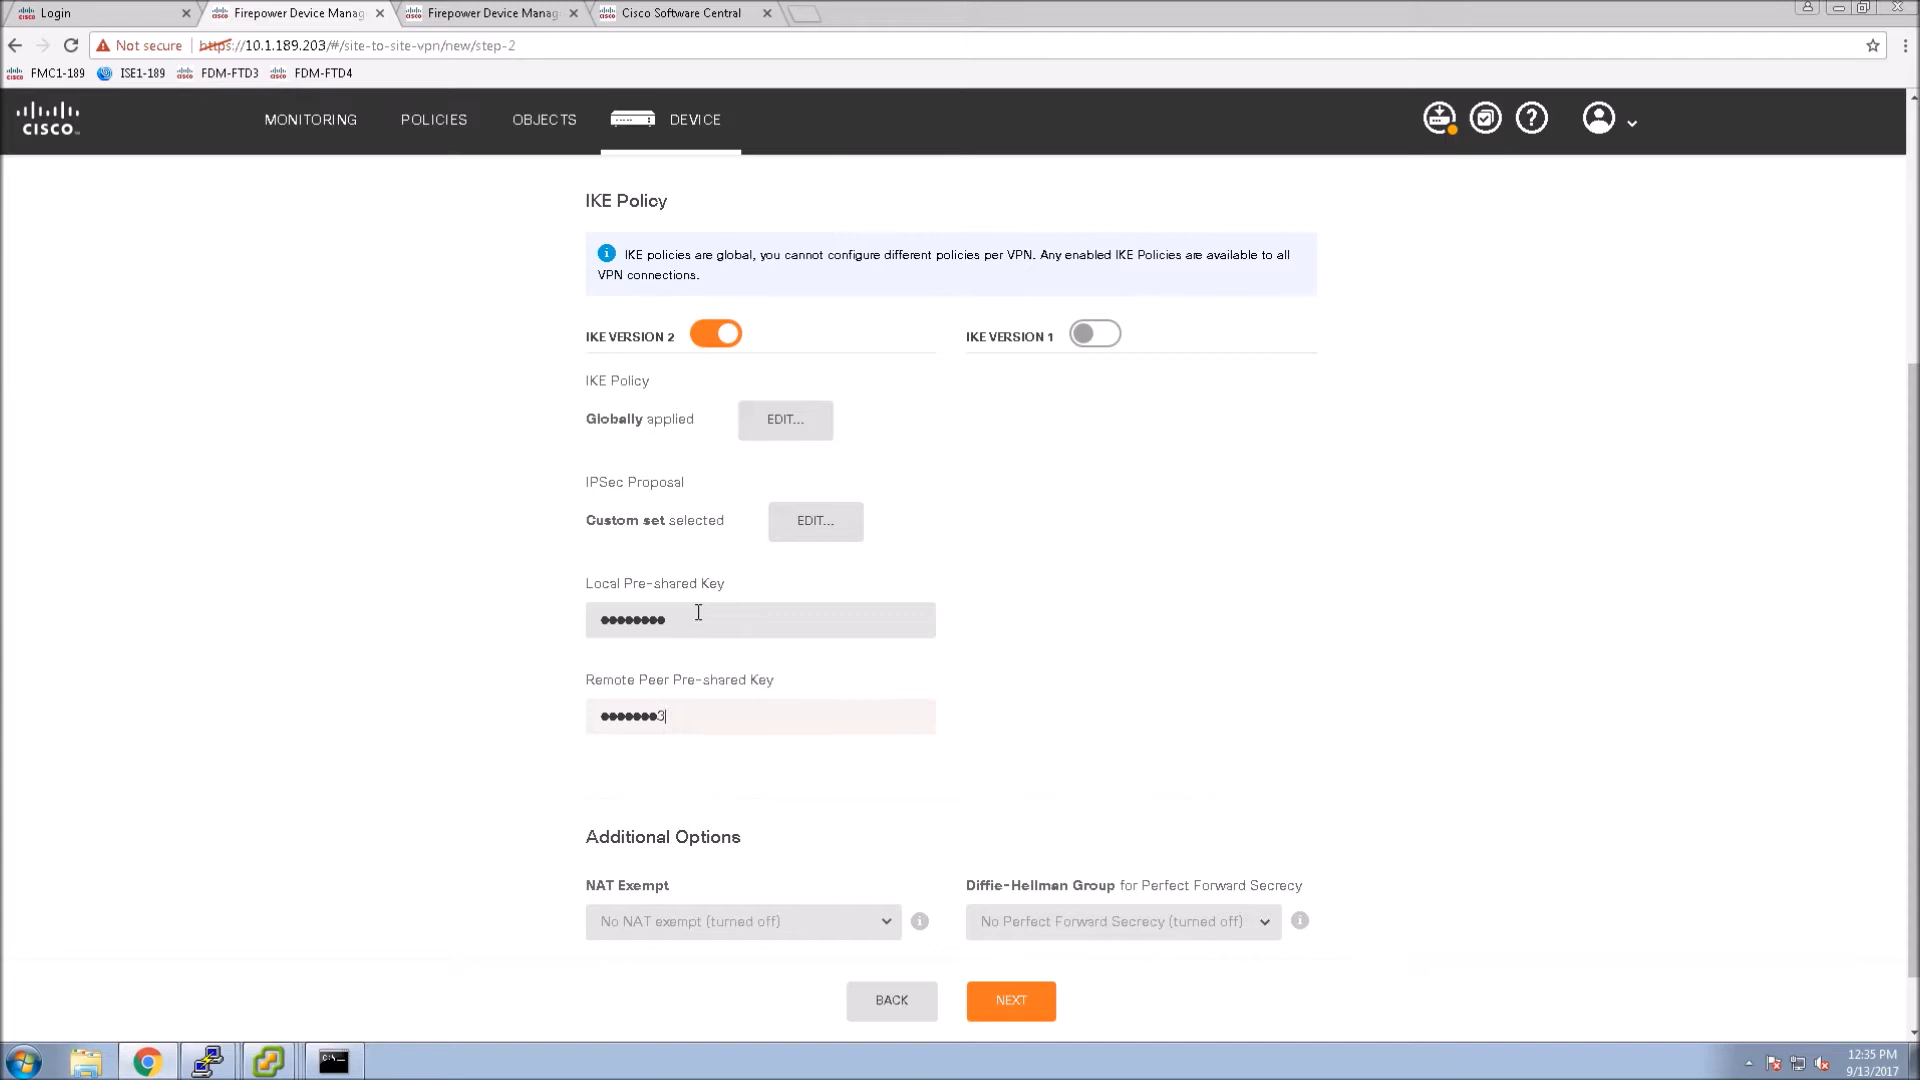 Login
Firepower Device Manag
Firepower Device Manag
Cisco Software Central
Not secure
https://10.1.189.203/#/site-to-site-vpn/new/step-2
FMC1-189
ISE1-189
FDM-FTD3
FDM-FTD4
CISCO
MONITORING
POLICIES
OBJECTS
DEVICE
IKE Policy
IKE policies are global, you cannot configure different policies per VPN. Any enabled IKE Policies are available to all
VPN connections.
IKE VERSION 2
IKE VERSION 1
IKE Policy
Globally applied
EDIT...
IPSec Proposal
Custom set selected
EDIT...
Local Pre-shared Key
●●●●●●●●
Remote Peer Pre-shared Key
●●●●●●●3
Additional Options
NAT Exempt
Diffie-Hellman Group for Perfect Forward Secrecy
No NAT exempt (turned off)
No Perfect Forward Secrecy (turned off)
BACK
NEXT
12:35 PM
9/13/2017